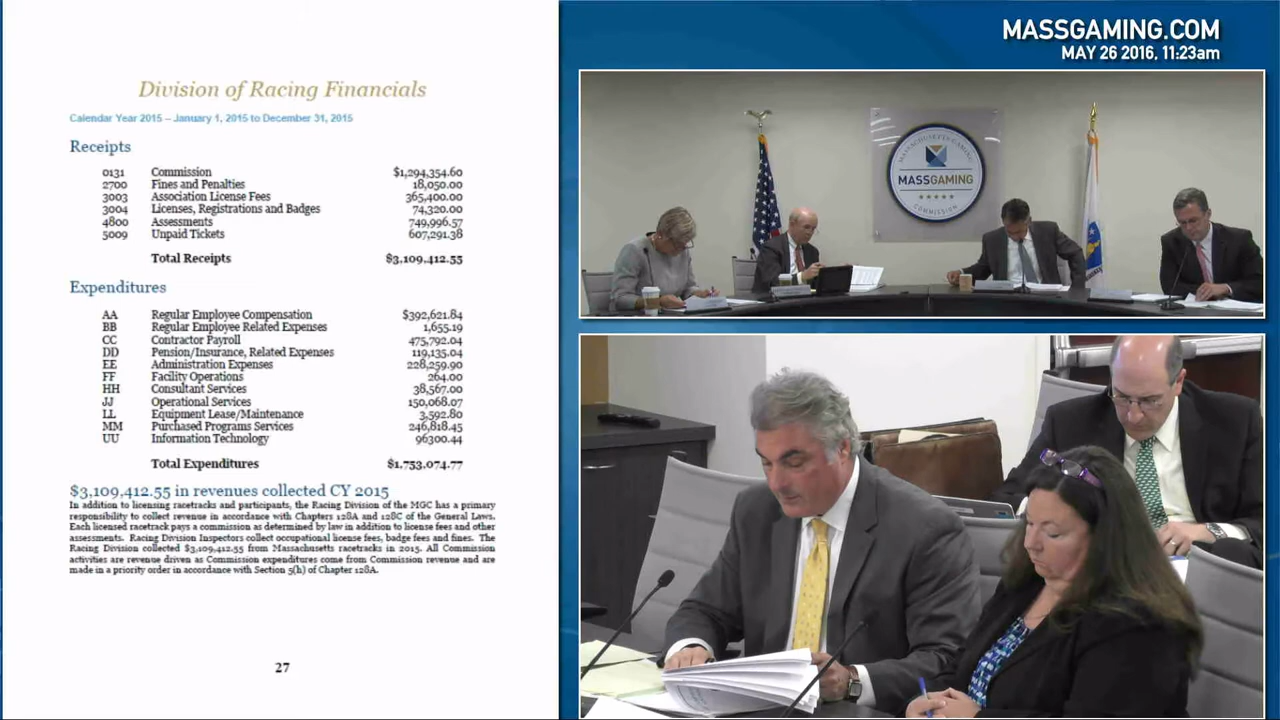 MASSGAMING.COM
MAY 26 2016, 11:23am
Division of Racing Financials
Calendar Year 2015 – January 1, 2015 to December 31, 2015
Receipts
0131 Commission $1,294,354.60
2700 Fines and Penalties 18,050.00
3003 Association License Fees 365,400.00
3004 Licenses, Registrations and Badges 74,320.00
4800 Assessments 749,996.57
5009 Unpaid Tickets 607,291.38
Total Receipts $3,109,412.55
Expenditures
AA Regular Employee Compensation $392,621.84
BB Regular Employee Related Expenses 1,655.19
CC Contractor Payroll 475,792.04
DD Pension/Insurance, Related Expenses 119,135.04
EE Administration Expenses 228,259.90
FF Facility Operations 264.00
HH Consultant Services 38,567.00
JJ Operational Services 150,068.07
LL Equipment Lease/Maintenance 3,592.80
MM Purchased Programs Services 246,818.45
UU Information Technology 96300.44
Total Expenditures $1,753,074.77
$3,109,412.55 in revenues collected CY 2015
In addition to licensing racetracks and participants, the Racing Division of the MGC has a primary
responsibility to collect revenue in accordance with Chapters 128A and 128C of the General Laws.
Each licensed racetrack pays a commission as determined by law in addition to license fees and other
assessments. Racing Division Inspectors collect occupational license fees, badge fees and fines. The
Racing Division collected $3,109,412.55 from Massachusetts racetracks in 2015. All Commission
activities are revenue driven as Commission expenditures come from Commission revenue and are
made in a priority order in accordance with Section 5(h) of Chapter 128A.
27
MASSACHUSETTS GAMING
MASSGAMING
COMMISSION